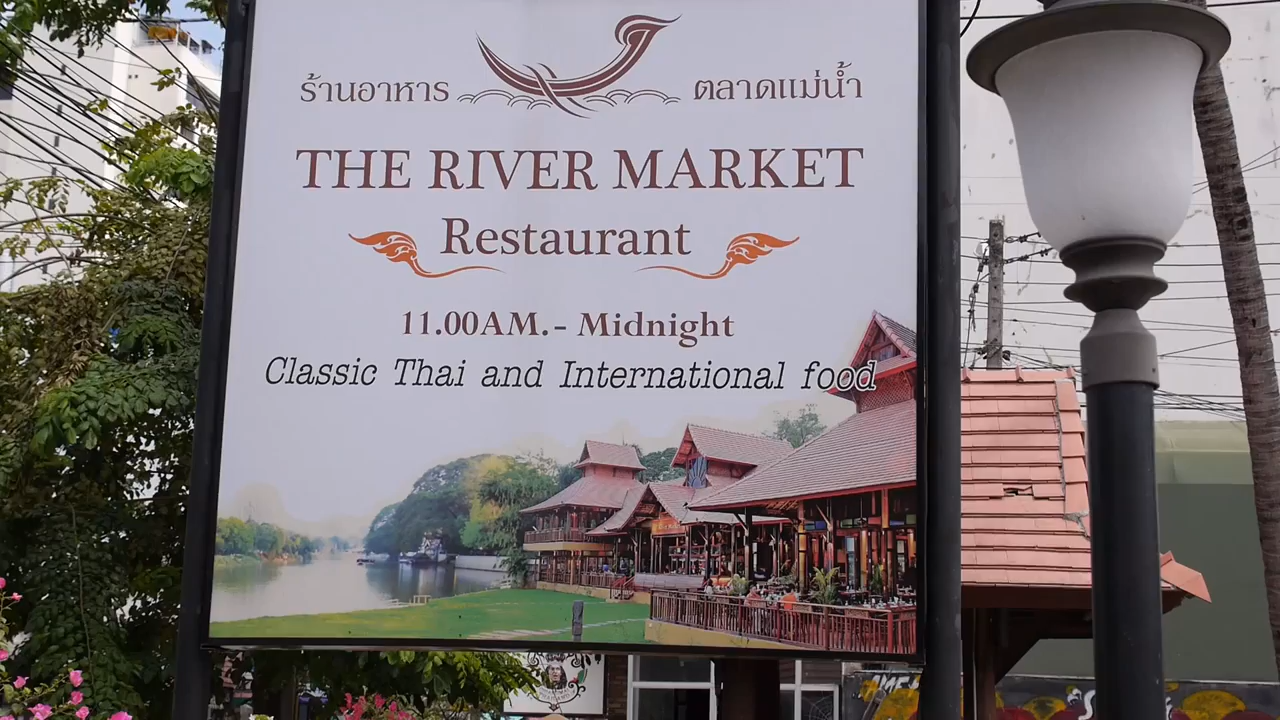 ร้านอาหาร ตลาดแม่น้ำ
THE RIVER MARKET
Restaurant
11.00AM.- Midnight
Classic Thai and International food